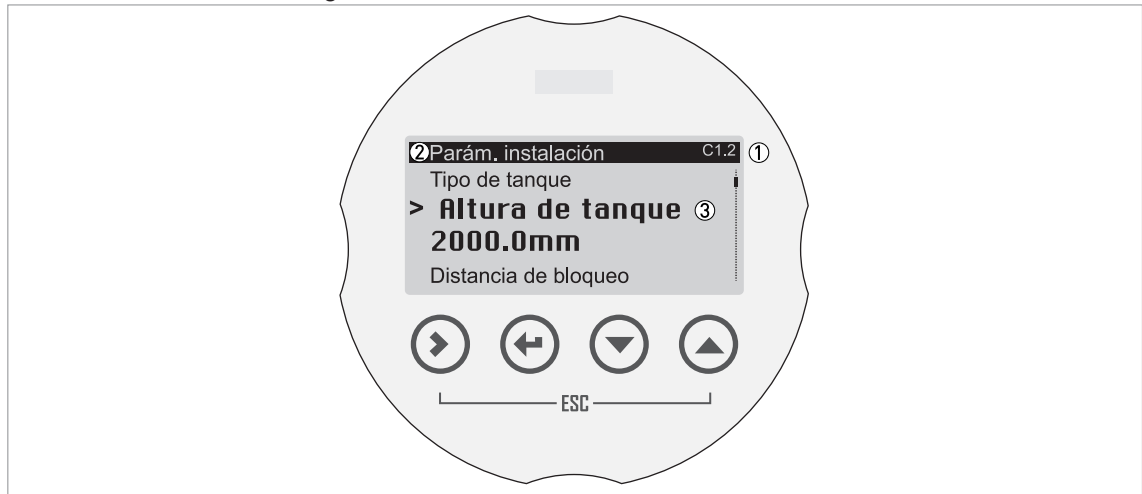 ②Parám. instalación C1.2 ①
Tipo de tanque
> Altura de tanque ③
2000.0mm
Distancia de bloqueo
ESC